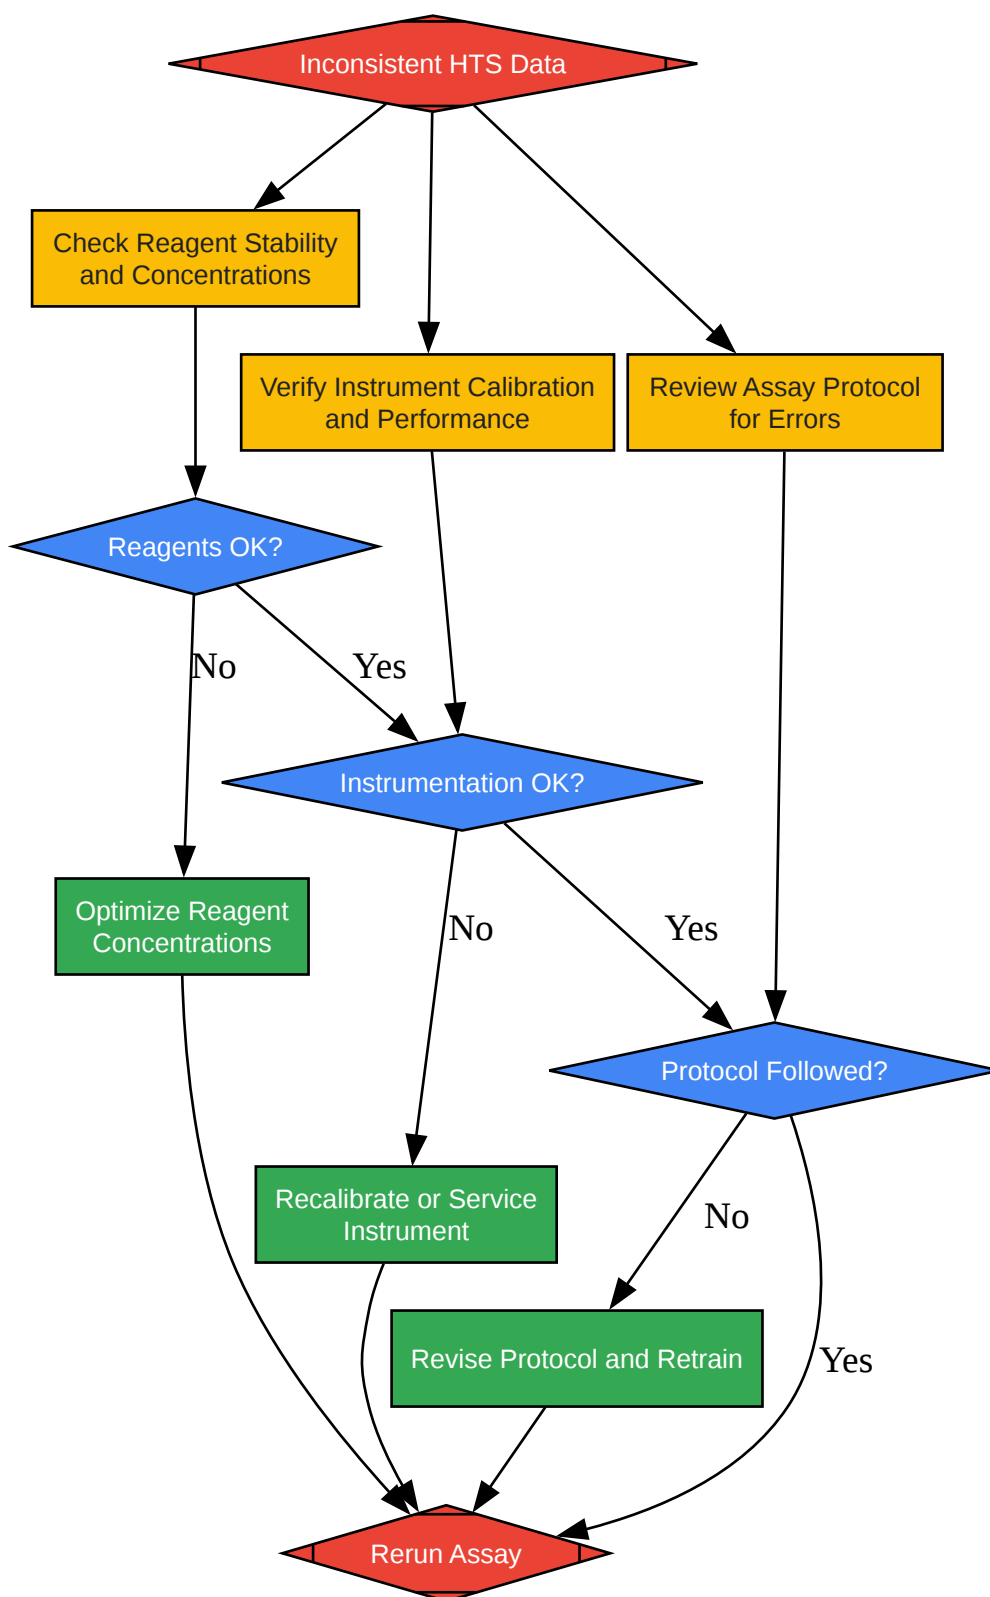 Inconsistent HTS Data
Check Reagent Stability
and Concentrations
Verify Instrument Calibration
and Performance
Review Assay Protocol
for Errors
Reagents OK?
No
Yes
Instrumentation OK?
Optimize Reagent
Concentrations
No
Yes
Protocol Followed?
Recalibrate or Service
Instrument
No
Revise Protocol and Retrain
Yes
Rerun Assay